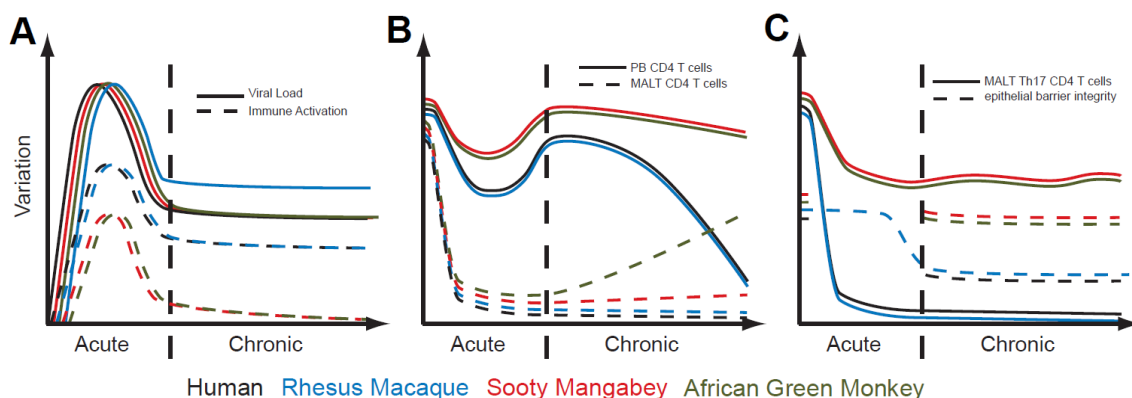 A
Viral Load
Immune Activation
Variation
Acute
Chronic
B
PB CD4 T cells
MALT CD4 T cells
Acute
Chronic
C
MALT Th17 CD4 T cells
epithelial barrier integrity
Acute
Chronic
Human Rhesus Macaque Sooty Mangabey African Green Monkey